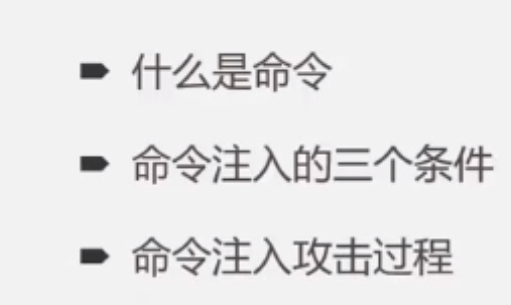 什么是命令
命令注入的三个条件
命令注入攻击过程